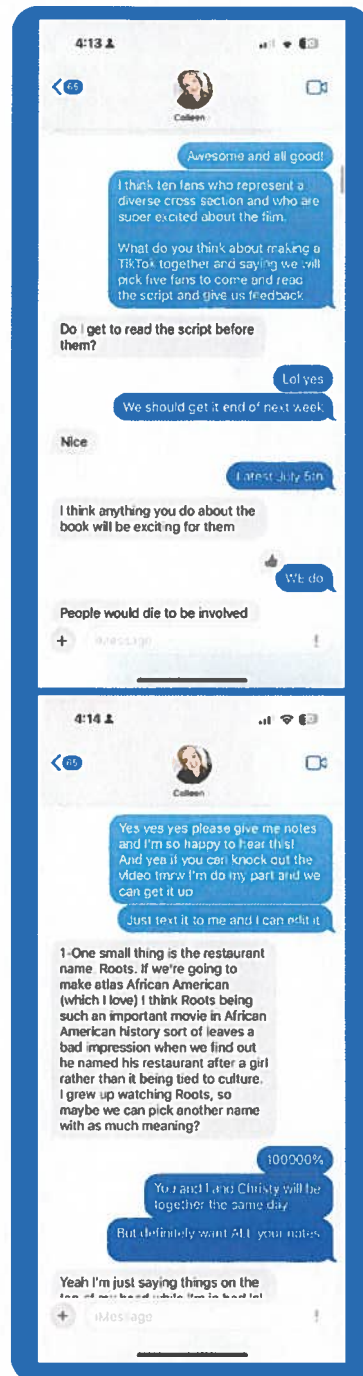 4:13
65
Colleen
Awesome and all good!
I think ten fans who represent a
diverse cross section and who are
super excited about the film.
What do you think about making a
TikTok together and saying we will
pick five fans to come and read
the script and give us feedback
Do I get to read the script before
them?
Lol yes
We should get it end of next week
Nice
Latest July 5th
I think anything you do about the
book will be exciting for them
WE do
People would die to be involved
+ iMessage
4:14
65
Colleen
Yes yes yes please give me notes
and I'm so happy to hear this!
And yea if you can knock out the
video tmrw I'm do my part and we
can get it up
Just text it to me and I can edit it
1-One small thing is the restaurant
name. Roots. If we're going to
make atlas African American
(which I love) I think Roots being
such an important movie in African
American history sort of leaves a
bad impression when we find out
he named his restaurant after a girl
rather than it being tied to culture.
I grew up watching Roots, so
maybe we can pick another name
with as much meaning?
100000%
You and I and Christy will be
together the same day
But definitely want ALL your notes
Yeah I'm just saying things on the
top of my head while I'm in bed lol
+ iMessage